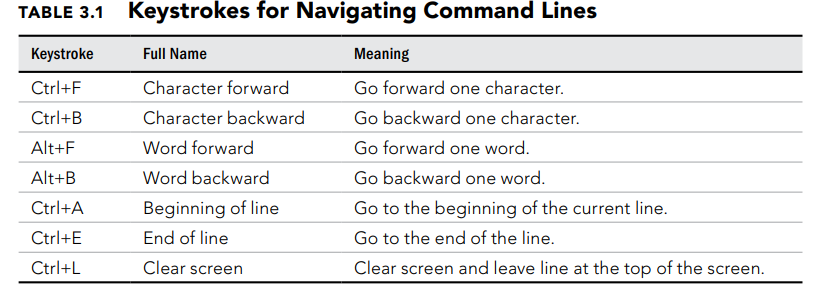 TABLE 3.1 Keystrokes for Navigating Command Lines
Keystroke Full Name Meaning
Ctrl+F Character forward Go forward one character.
Ctrl+B Character backward Go backward one character.
Alt+F Word forward Go forward one word.
Alt+B Word backward Go backward one word.
Ctrl+A Beginning of line Go to the beginning of the current line.
Ctrl+E End of line Go to the end of the line.
Ctrl+L Clear screen Clear screen and leave line at the top of the screen.